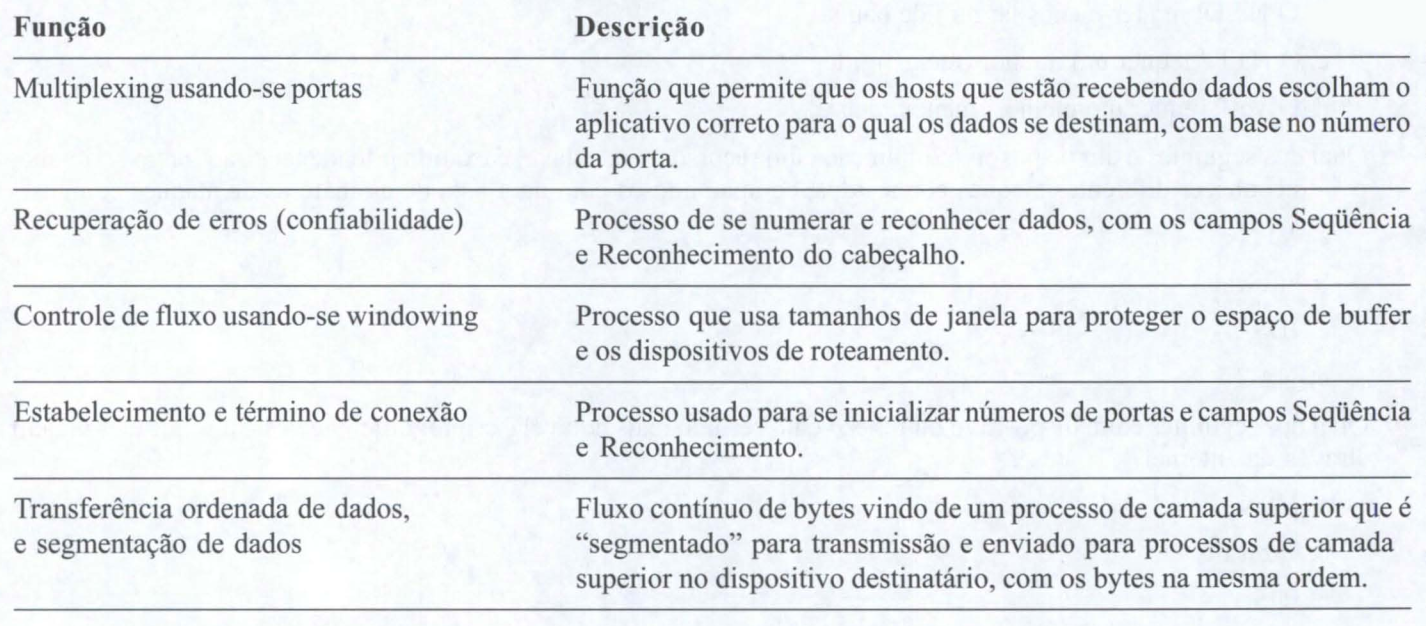 Função Descrição
Multiplexing usando-se portas Função que permite que os hosts que estão recebendo dados escolham o
aplicativo correto para o qual os dados se destinam, com base no número
da porta.
Recuperação de erros (confiabilidade) Processo de se numerar e reconhecer dados, com os campos Seqüência
e Reconhecimento do cabeçalho.
Controle de fluxo usando-se windowing Processo que usa tamanhos de janela para proteger o espaço de buffer
e os dispositivos de roteamento.
Estabelecimento e término de conexão Processo usado para se inicializar números de portas e campos Seqüência
e Reconhecimento.
Transferência ordenada de dados, Fluxo contínuo de bytes vindo de um processo de camada superior que é
e segmentação de dados “segmentado” para transmissão e enviado para processos de camada
superior no dispositivo destinatário, com os bytes na mesma ordem.